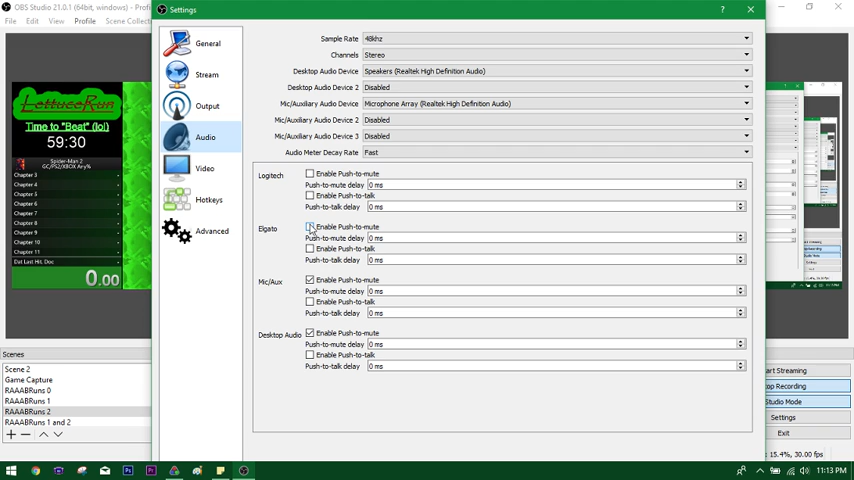 OBS Studio 21.0.1 (64bit, windows) - Profi
File
Edit
View
Profile
Scene Collecti
Settings
General
Stream
Output
Audio
Video
Hotkeys
Advanced
Sample Rate 48khz
Channels Stereo
Desktop Audio Device Speakers (Realtek High Definition Audio)
Desktop Audio Device 2 Disabled
Mic/Auxiliary Audio Device Microphone Array (Realtek High Definition Audio)
Mic/Auxiliary Audio Device 2 Disabled
Mic/Auxiliary Audio Device 3 Disabled
Audio Meter Decay Rate Fast
Logitech
Enable Push-to-mute
Push-to-mute delay 0 ms
Enable Push-to-talk
Push-to-talk delay 0 ms
Elgato
Enable Push-to-mute
Push-to-mute delay 0 ms
Enable Push-to-talk
Push-to-talk delay 0 ms
Mic/Aux
Enable Push-to-mute
Push-to-mute delay 0 ms
Enable Push-to-talk
Push-to-talk delay 0 ms
Desktop Audio
Enable Push-to-mute
Push-to-mute delay 0 ms
Enable Push-to-talk
Push-to-talk delay 0 ms
LettuceRun
Time to "Beat" (lol)
59:30
Spider-Man 2
GC/PS2/XBOX Any%
Chapter 3
Chapter 4
Chapter 5
Chapter 6
Chapter 7
Chapter 8
Chapter 9
Chapter 10
Chapter 11
Dat Last Hit Doc
0.00
Scenes
Scene 2
Game Capture
RAAABRuns 0
RAAABRuns 1
RAAABRuns 2
RAAABRuns 1 and 2
tart Streaming
op Recording
Studio Mode
Settings
Exit
15.4%, 30.00 fps
11:13 PM